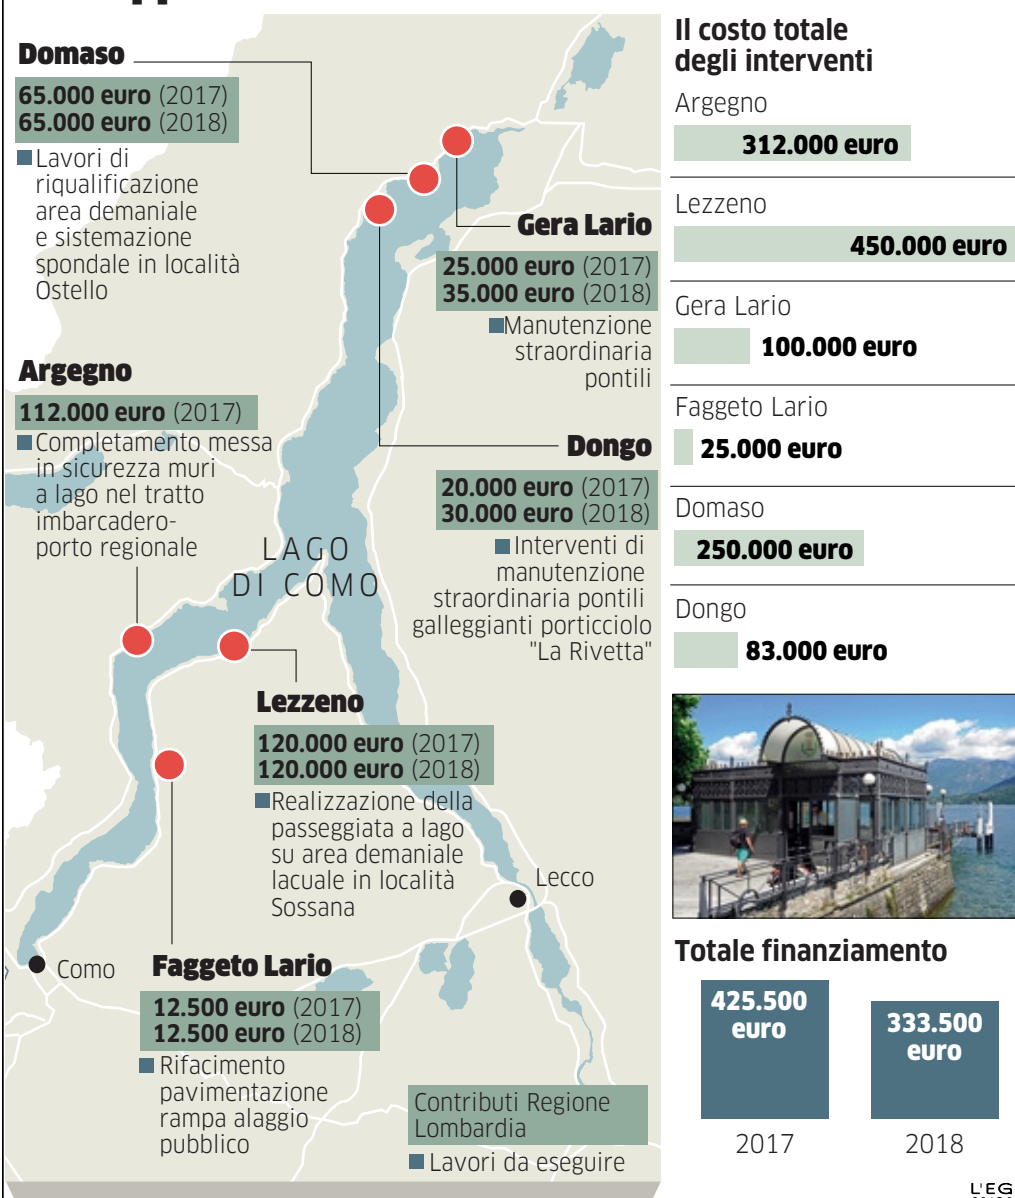 Domaso
65.000 euro (2017)
65.000 euro (2018)
Lavori di
riqualificazione
area demaniale
e sistemazione
spondale in località
Ostello
Gera Lario
25.000 euro (2017)
35.000 euro (2018)
Manutenzione
straordinaria
pontili
Argegno
112.000 euro (2017)
Completamento messa
in sicurezza muri
a lago nel tratto
imbarcadero-
porto regionale
Dongo
20.000 euro (2017)
30.000 euro (2018)
Interventi di
manutenzione
straordinaria pontili
galleggianti porticciolo
"La Rivetta"
LAGO
DI COMO
Lezzeno
120.000 euro (2017)
120.000 euro (2018)
Realizzazione della
passeggiata a lago
su area demaniale
lacuale in località
Sossana
Lecco
Como
Faggeto Lario
12.500 euro (2017)
12.500 euro (2018)
Rifacimento
pavimentazione
rampa alaggio
pubblico
Contributi Regione
Lombardia
Lavori da eseguire
Il costo totale
degli interventi
Argegno
312.000 euro
Lezzeno
450.000 euro
Gera Lario
100.000 euro
Faggeto Lario
25.000 euro
Domaso
250.000 euro
Dongo
83.000 euro
Totale finanziamento
425.500
euro
333.500
euro
2017
2018
L'EG